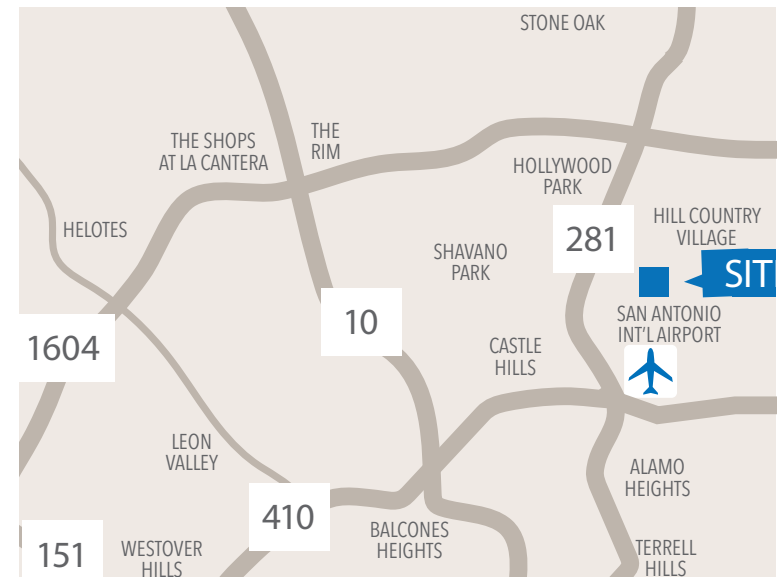 STONE OAK
THE
RIM
THE SHOPS
AT LA CANTERA
HOLLYWOOD
PARK
HELOTES
281
HILL COUNTRY
VILLAGE
SHAVANO
PARK
SIT
10
SAN ANTONIO
INT'L AIRPORT
1604
CASTLE
HILLS
LEON
VALLEY
ALAMO
HEIGHTS
410
BALCONES
HEIGHTS
151
WESTOVER
HILLS
TERRELL
HILLS